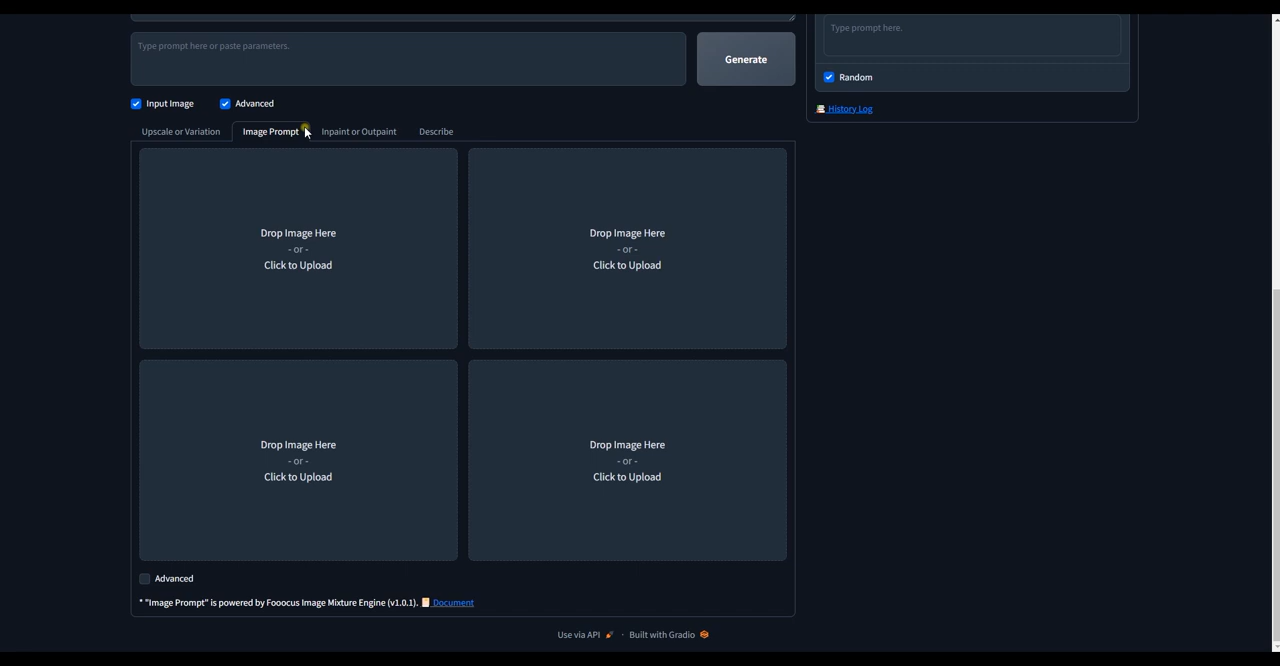 Type prompt here or paste parameters.
Generate
Type prompt here.
Random
History Log
Input Image
Advanced
Upscale or Variation
Image Prompt
Inpaint or Outpaint
Describe
Drop Image Here
- or -
Click to Upload
Drop Image Here
- or -
Click to Upload
Drop Image Here
- or -
Click to Upload
Drop Image Here
- or -
Click to Upload
Advanced
* "Image Prompt" is powered by Fooocus Image Mixture Engine (v1.0.1). Document
Use via API · Built with Gradio